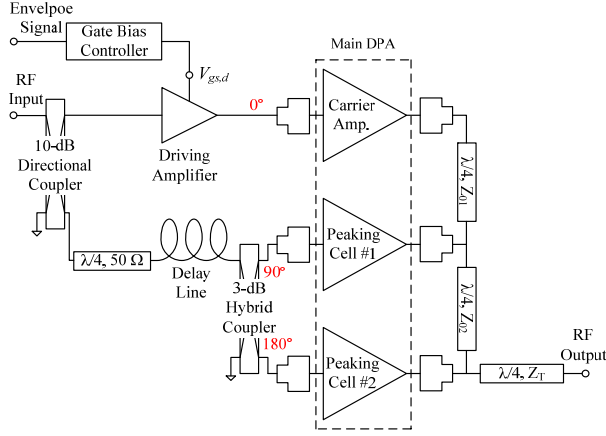 Envelpoe
Signal
Gate Bias
Controller
Vgs,d
Main DPA
RF
Input
0°
Carrier
Amp.
10-dB
Directional
Coupler
Driving
Amplifier
λ/4, Z01
λ/4, 50 Ω
Delay
Line
90°
Peaking
Cell #1
3-dB
Hybrid
Coupler
λ/4, Z02
180°
Peaking
Cell #2
λ/4, ZT
RF
Output